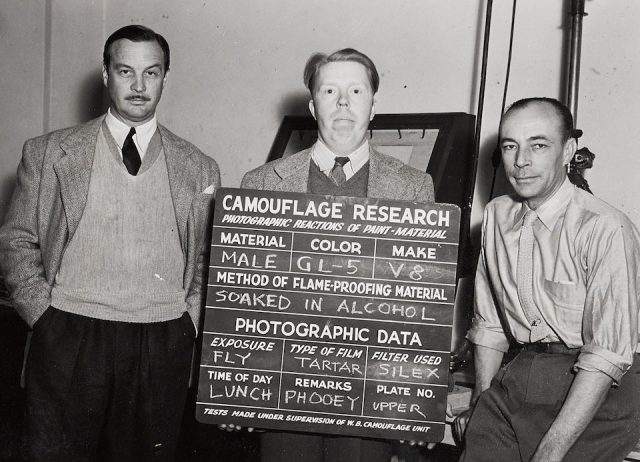 CAMOUFLAGE RESEARCH
PHOTOGRAPHIC REACTIONS OF PAINT-MATERIAL
MATERIAL COLOR MAKE
MALE GL-5 V8
METHOD OF FLAME-PROOFING MATERIAL
SOAKED IN ALCOHOL
PHOTOGRAPHIC DATA
EXPOSURE TYPE OF FILM FILTER USED
FLY TARTAR SILEX
TIME OF DAY REMARKS PLATE NO.
LUNCH PHOOEY UPPER
TESTS MADE UNDER SUPERVISION OF W.B. CAMOUFLAGE UNIT